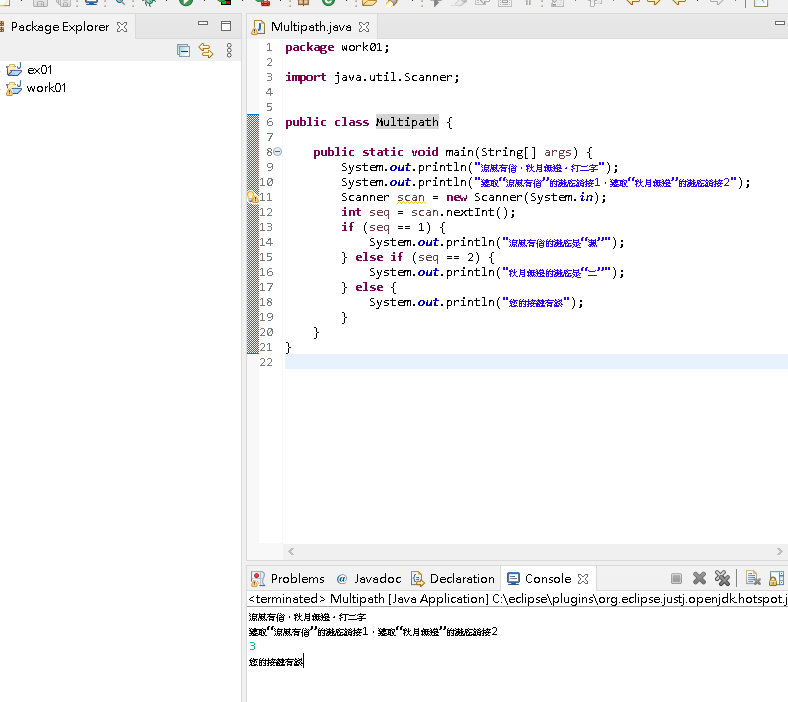 Package Explorer
Multipath.java
ex01
work01
1 package work01;
2
3 import java.util.Scanner;
4
5
6 public class Multipath {
7
8 public static void main(String[] args) {
9 System.out.println("涼風有信，秋月無邊。打二字");
10 System.out.println("獲取“涼風有信”的謎底請按1，獲取“秋月無邊”的謎底請按2");
11 Scanner scan = new Scanner(System.in);
12 int seq = scan.nextInt();
13 if (seq == 1) {
14 System.out.println("涼風有信的謎底是“諷”");
15 } else if (seq == 2) {
16 System.out.println("秋月無邊的謎底是“二”");
17 } else {
18 System.out.println("您的按鍵有誤");
19 }
20 }
21 }
22
Problems @ Javadoc Declaration Console
<terminated> Multipath [Java Application] C:\eclipse\plugins\org.eclipse.justj.openjdk.hotspot.j
涼風有信，秋月無邊。打二字
獲取“涼風有信”的謎底請按1，獲取“秋月無邊”的謎底請按2
3
您的按鍵有誤